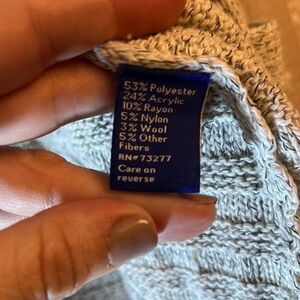 53% Polyester
24% Acrylic
10% Rayon
5% Nylon
3% Wool
5% Other
Fibers
RN# 73277
Care on
reverse